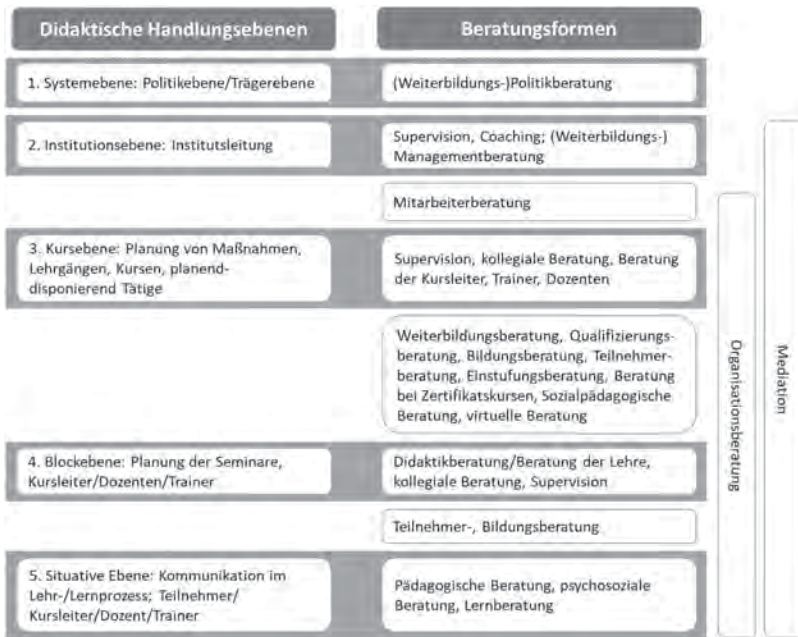 Didaktische Handlungsebenen
Beratungsformen
1. Systemebene: Politikebene/Trägerebene
(Weiterbildungs-)Politikberatung
2. Institutionsebene: Institutsleitung
Supervision, Coaching; (Weiterbildungs-)
Managementberatung
Mitarbeiterberatung
3. Kursebene: Planung von Maßnahmen,
Lehrgängen, Kursen, planend-
disponierend Tätige
Supervision, kollegiale Beratung, Beratung
der Kursleiter, Trainer, Dozenten
Weiterbildungsberatung, Qualifizierungs-
beratung, Bildungsberatung, Teilnehmer-
beratung, Einstufungsberatung, Beratung
bei Zertifikatskursen, Sozialpädagogische
Beratung, virtuelle Beratung
4. Blockebene: Planung der Seminare,
Kursleiter/Dozenten/Trainer
Didaktikberatung/Beratung der Lehre,
kollegiale Beratung, Supervision
Teilnehmer-, Bildungsberatung
5. Situative Ebene: Kommunikation im
Lehr-/Lernprozess; Teilnehmer/
Kursleiter/Dozent/Trainer
Pädagogische Beratung, psychosoziale
Beratung, Lernberatung
Organisationsberatung
Mediation